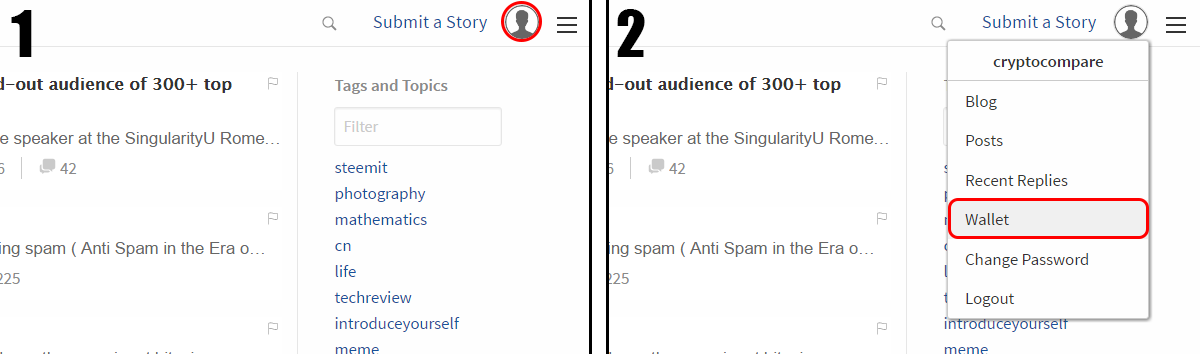 1
Submit a Story
d-out audience of 300+ top
e speaker at the SingularityU Rome…
42
ing spam ( Anti Spam in the Era o…
225
Tags and Topics
Filter
steemit
photography
mathematics
cn
life
techreview
introduceyourself
meme
2
Submit a Story
d-out audience of 300+ top
e speaker at the SingularityU Rome…
42
ing spam ( Anti Spam in the Era o…
225
cryptocompare
Blog
Posts
Recent Replies
Wallet
Change Password
Logout
introduceyourself
meme